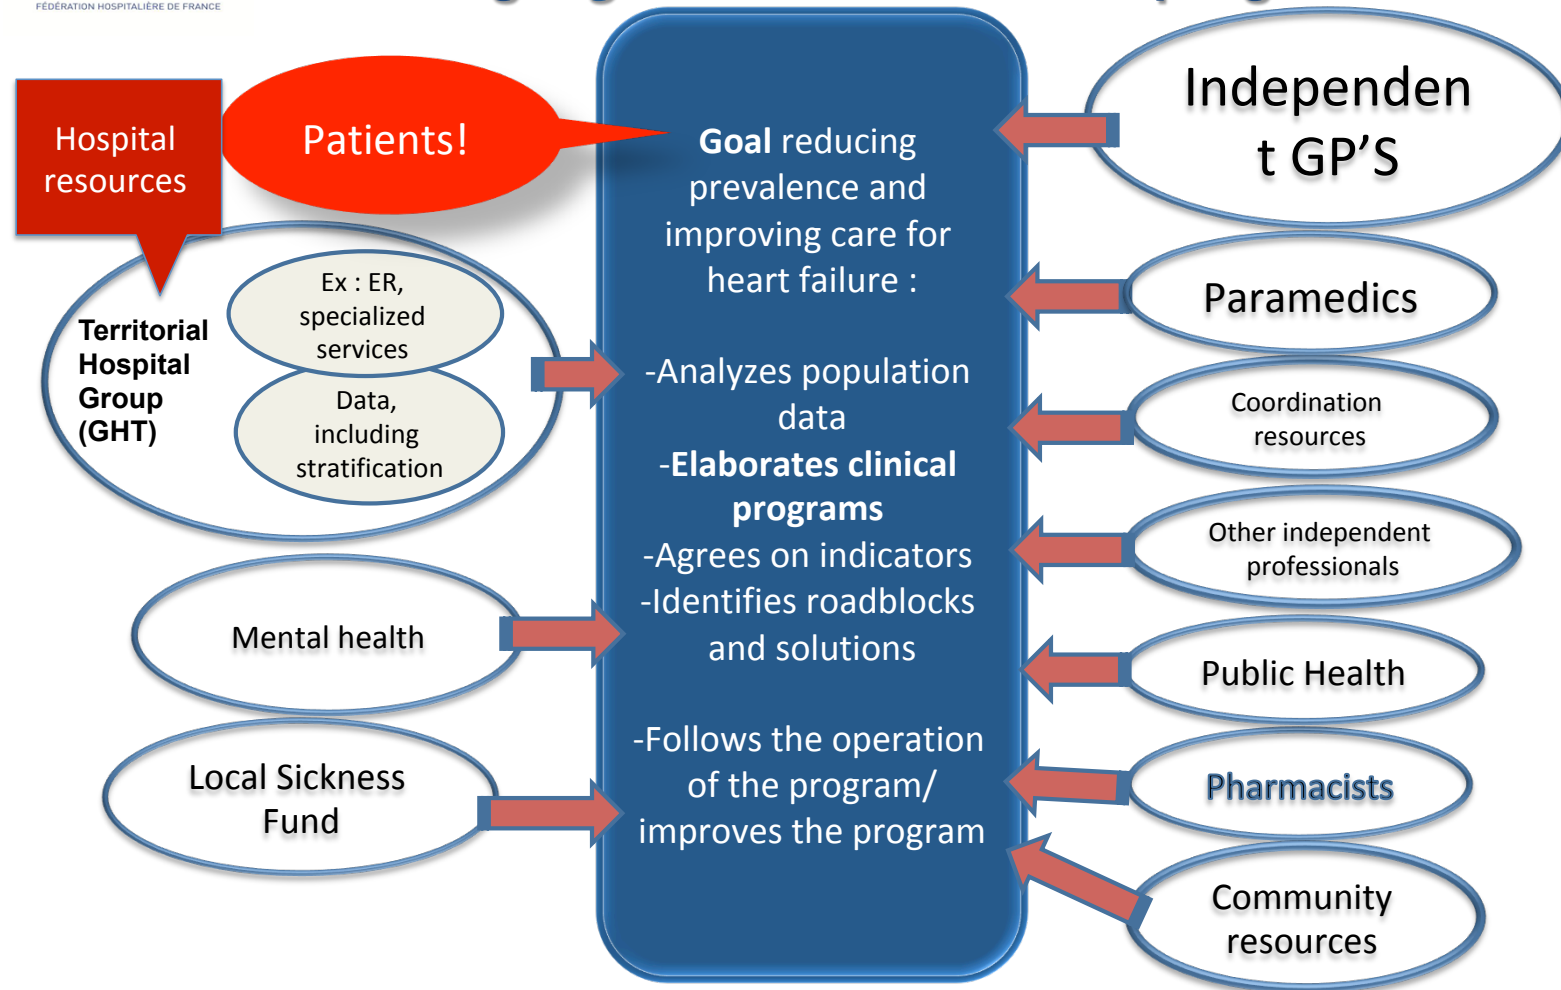 FÉDÉRATION HOSPITALIÈRE DE FRANCE
Hospital
resources
Patients!
Territorial
Hospital
Group
(GHT)
Ex : ER,
specialized
services
Data,
including
stratification
Mental health
Local Sickness
Fund
Goal reducing
prevalence and
improving care for
heart failure :
-Analyzes population
data
-Elaborates clinical
programs
-Agrees on indicators
-Identifies roadblocks
and solutions
-Follows the operation
of the program/
improves the program
Independen
t GP’S
Paramedics
Coordination
resources
Other independent
professionals
Public Health
Pharmacists
Community
resources